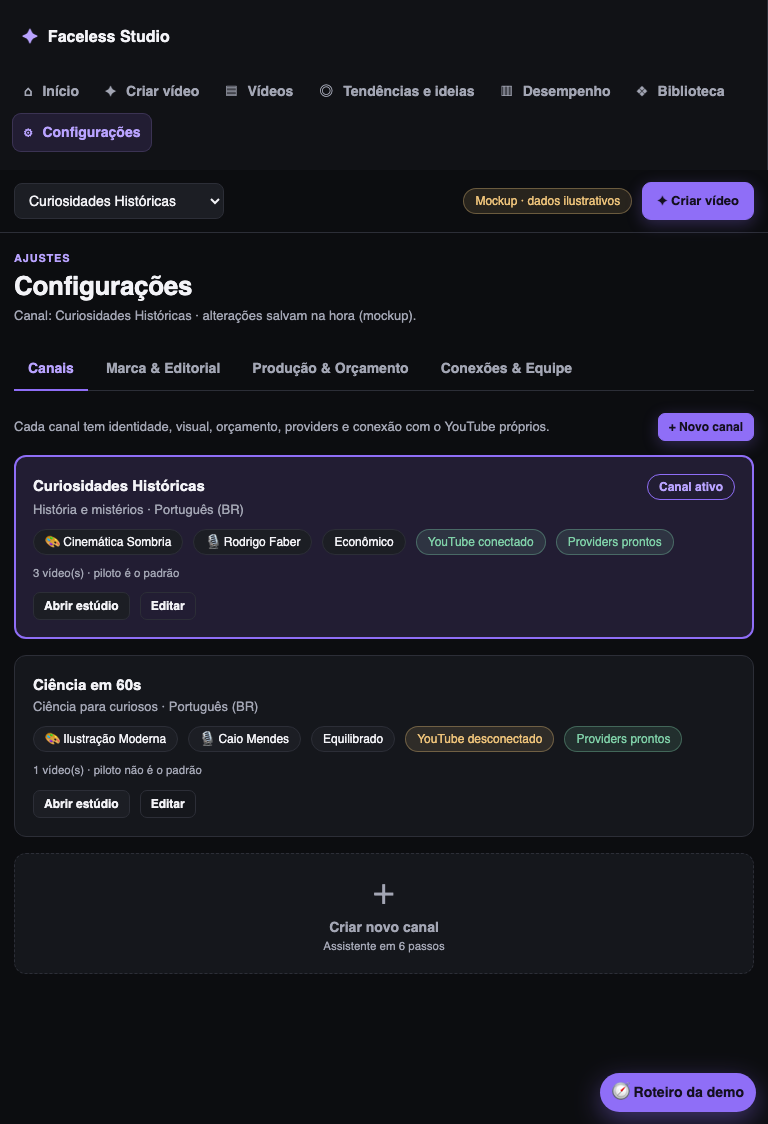 Faceless Studio
Início Criar vídeo Vídeos Tendências e ideias Desempenho Biblioteca
Configurações
Curiosidades Históricas Mockup · dados ilustrativos ✦ Criar vídeo
AJUSTES
Configurações
Canal: Curiosidades Históricas · alterações salvam na hora (mockup).
Canais Marca & Editorial Produção & Orçamento Conexões & Equipe
Cada canal tem identidade, visual, orçamento, providers e conexão com o YouTube próprios. + Novo canal
Curiosidades Históricas Canal ativo
História e mistérios · Português (BR)
🎨 Cinemática Sombria 🎙️ Rodrigo Faber Econômico YouTube conectado Providers prontos
3 vídeo(s) · piloto é o padrão
Abrir estúdio Editar
Ciência em 60s
Ciência para curiosos · Português (BR)
🎨 Ilustração Moderna 🎙️ Caio Mendes Equilibrado YouTube desconectado Providers prontos
1 vídeo(s) · piloto não é o padrão
Abrir estúdio Editar
+
Criar novo canal
Assistente em 6 passos
🧭 Roteiro da demo